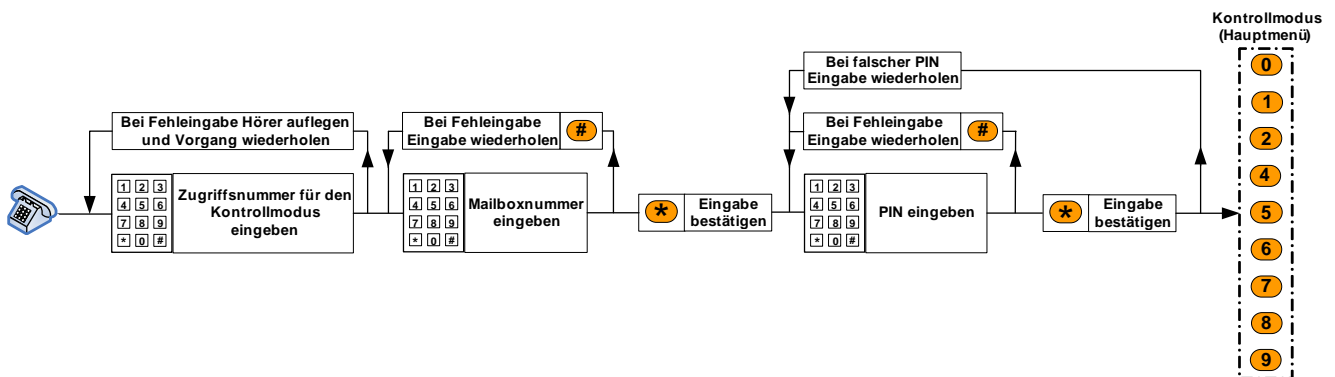 Kontrollmodus
(Hauptmenü)
Bei Fehleingabe Hörer auflegen
und Vorgang wiederholen
1 2 3
4 5 6
7 8 9
* 0 #
Zugriffsnummer für den
Kontrollmodus
eingeben
Bei Fehleingabe
Eingabe wiederholen
#
1 2 3
4 5 6
7 8 9
* 0 #
Mailboxnummer
eingeben
*
Eingabe
bestätigen
Bei falscher PIN
Eingabe wiederholen
Bei Fehleingabe
Eingabe wiederholen
#
1 2 3
4 5 6
7 8 9
* 0 #
PIN eingeben
*
Eingabe
bestätigen
0
1
2
4
5
6
7
8
9